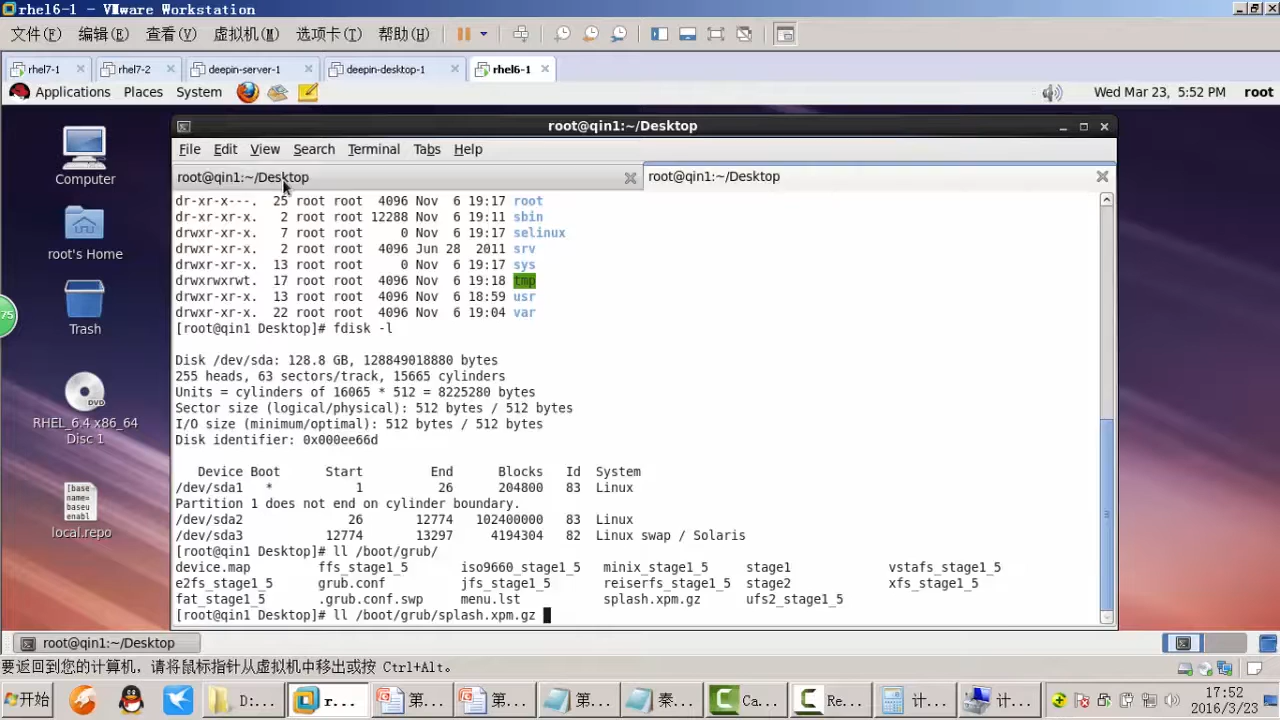 rhel6-1 - VMware Workstation
文件(F) 编辑(E) 查看(V) 虚拟机(M) 选项卡(T) 帮助(H)
rhel7-1 rhel7-2 deepin-server-1 deepin-desktop-1 rhel6-1
Applications Places System Wed Mar 23, 5:52 PM root
root@qin1:~/Desktop
File Edit View Search Terminal Tabs Help
root@qin1:~/Desktop root@qin1:~/Desktop
Computer
root's Home
Trash
75
DVD
RHEL_6.4 x86_64
Disc 1
[base
name=
baseu
enabl
local.repo
dr-xr-x---. 25 root root 4096 Nov 6 19:17 root
dr-xr-xr-x. 2 root root 12288 Nov 6 19:11 sbin
drwxr-xr-x. 7 root root 0 Nov 6 19:17 selinux
drwxr-xr-x. 2 root root 4096 Jun 28 2011 srv
drwxr-xr-x. 13 root root 0 Nov 6 19:17 sys
drwxrwxrwt. 17 root root 4096 Nov 6 19:18 tmp
drwxr-xr-x. 13 root root 4096 Nov 6 18:59 usr
drwxr-xr-x. 22 root root 4096 Nov 6 19:04 var
[root@qin1 Desktop]# fdisk -l
Disk /dev/sda: 128.8 GB, 128849018880 bytes
255 heads, 63 sectors/track, 15665 cylinders
Units = cylinders of 16065 * 512 = 8225280 bytes
Sector size (logical/physical): 512 bytes / 512 bytes
I/O size (minimum/optimal): 512 bytes / 512 bytes
Disk identifier: 0x000ee66d
Device Boot Start End Blocks Id System
/dev/sda1 * 1 26 204800 83 Linux
Partition 1 does not end on cylinder boundary.
/dev/sda2 26 12774 102400000 83 Linux
/dev/sda3 12774 13297 4194304 82 Linux swap / Solaris
[root@qin1 Desktop]# ll /boot/grub/
device.map ffs_stage1_5 iso9660_stage1_5 minix_stage1_5 stage1 vstafs_stage1_5
e2fs_stage1_5 grub.conf jfs_stage1_5 reiserfs_stage1_5 stage2 xfs_stage1_5
fat_stage1_5 .grub.conf.swp menu.lst splash.xpm.gz ufs2_stage1_5
[root@qin1 Desktop]# ll /boot/grub/splash.xpm.gz
root@qin1:~/Desktop
要返回到您的计算机，请将鼠标指针从虚拟机中移出或按 Ctrl+Alt。
开始 D:... r... 第... 第... 第... 秦... Ca... Re... 计... 计... 17:52
2016/3/23